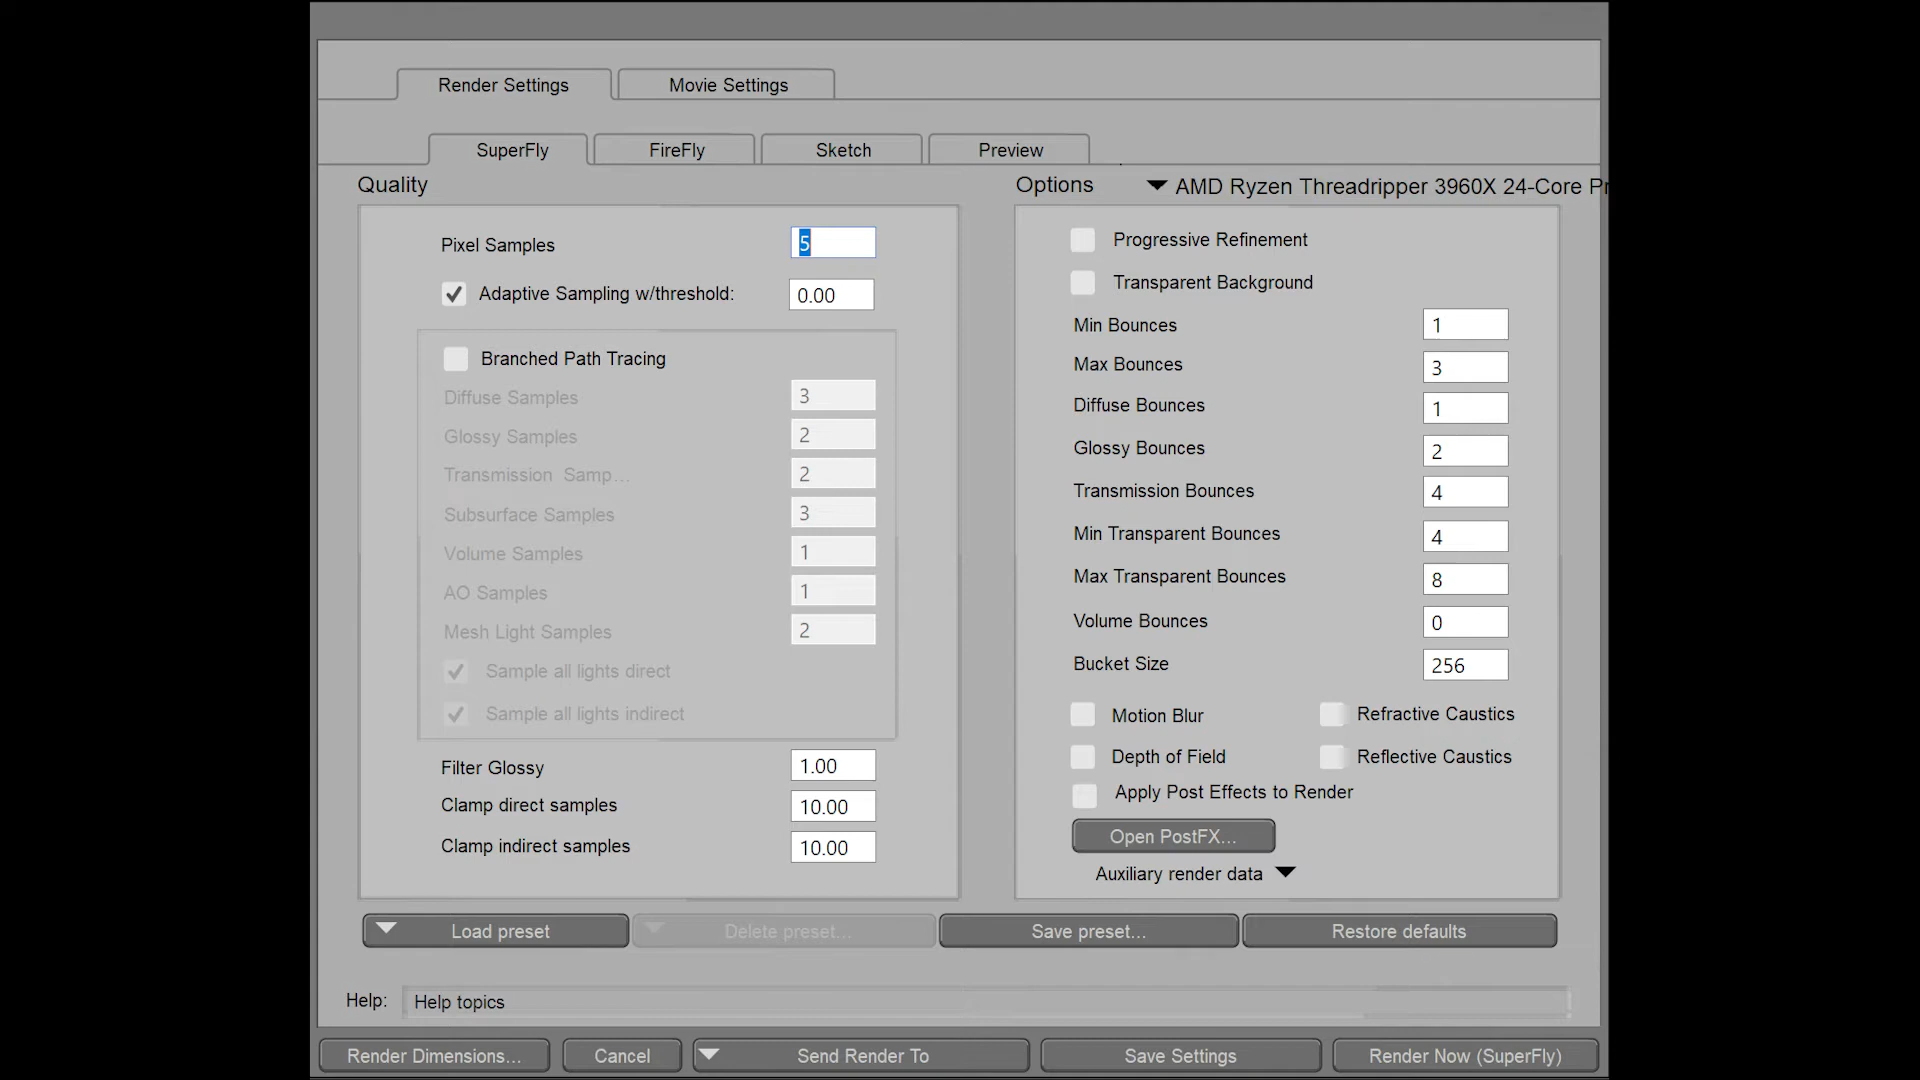 Render Settings
Movie Settings
SuperFly
FireFly
Sketch
Preview
Quality
Pixel Samples 5
Adaptive Sampling w/threshold: 0.00
Branched Path Tracing
Diffuse Samples 3
Glossy Samples 2
Transmission Samp... 2
Subsurface Samples 3
Volume Samples 1
AO Samples 1
Mesh Light Samples 2
Sample all lights direct
Sample all lights indirect
Filter Glossy 1.00
Clamp direct samples 10.00
Clamp indirect samples 10.00
Options
AMD Ryzen Threadripper 3960X 24-Core Pr
Progressive Refinement
Transparent Background
Min Bounces 1
Max Bounces 3
Diffuse Bounces 1
Glossy Bounces 2
Transmission Bounces 4
Min Transparent Bounces 4
Max Transparent Bounces 8
Volume Bounces 0
Bucket Size 256
Motion Blur
Refractive Caustics
Depth of Field
Reflective Caustics
Apply Post Effects to Render
Open PostFX...
Auxiliary render data
Load preset
Delete preset...
Save preset...
Restore defaults
Help: Help topics
Render Dimensions...
Cancel
Send Render To
Save Settings
Render Now (SuperFly)